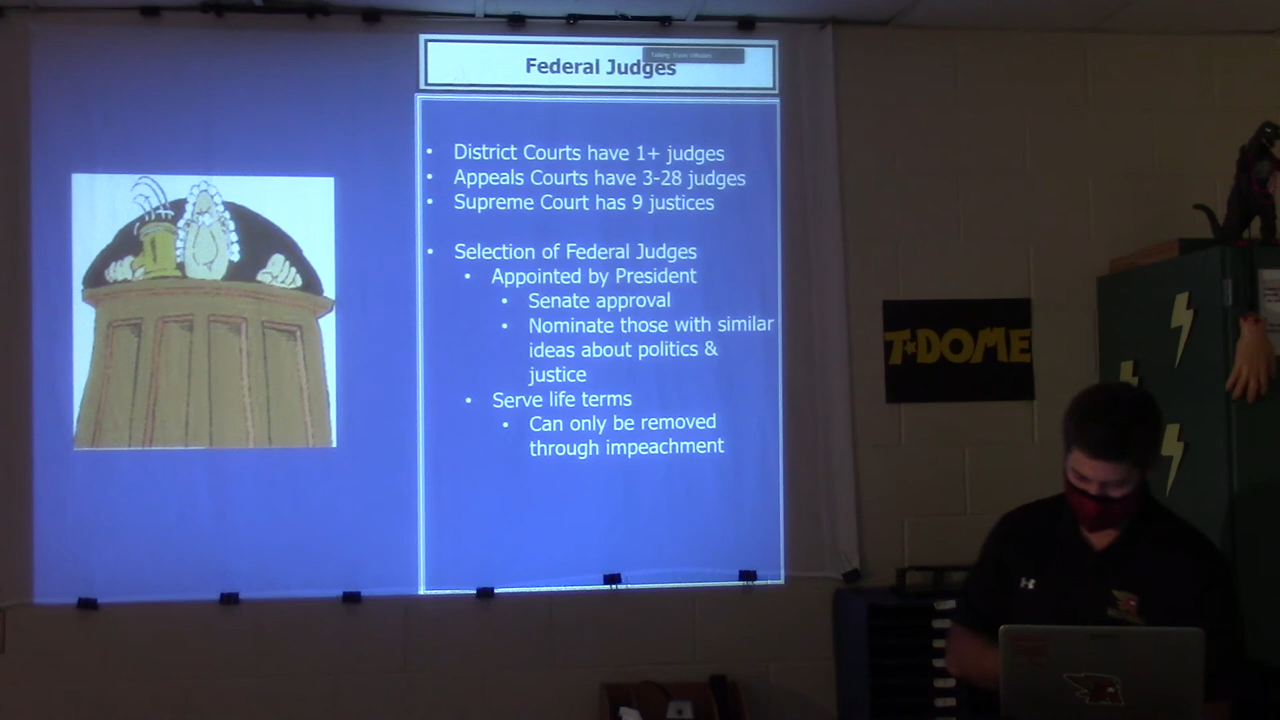 Federal Judges
• District Courts have 1+ judges
• Appeals Courts have 3-28 judges
• Supreme Court has 9 justices
• Selection of Federal Judges
• Appointed by President
• Senate approval
• Nominate those with similar
ideas about politics &
justice
• Serve life terms
• Can only be removed
through impeachment
T★DOME